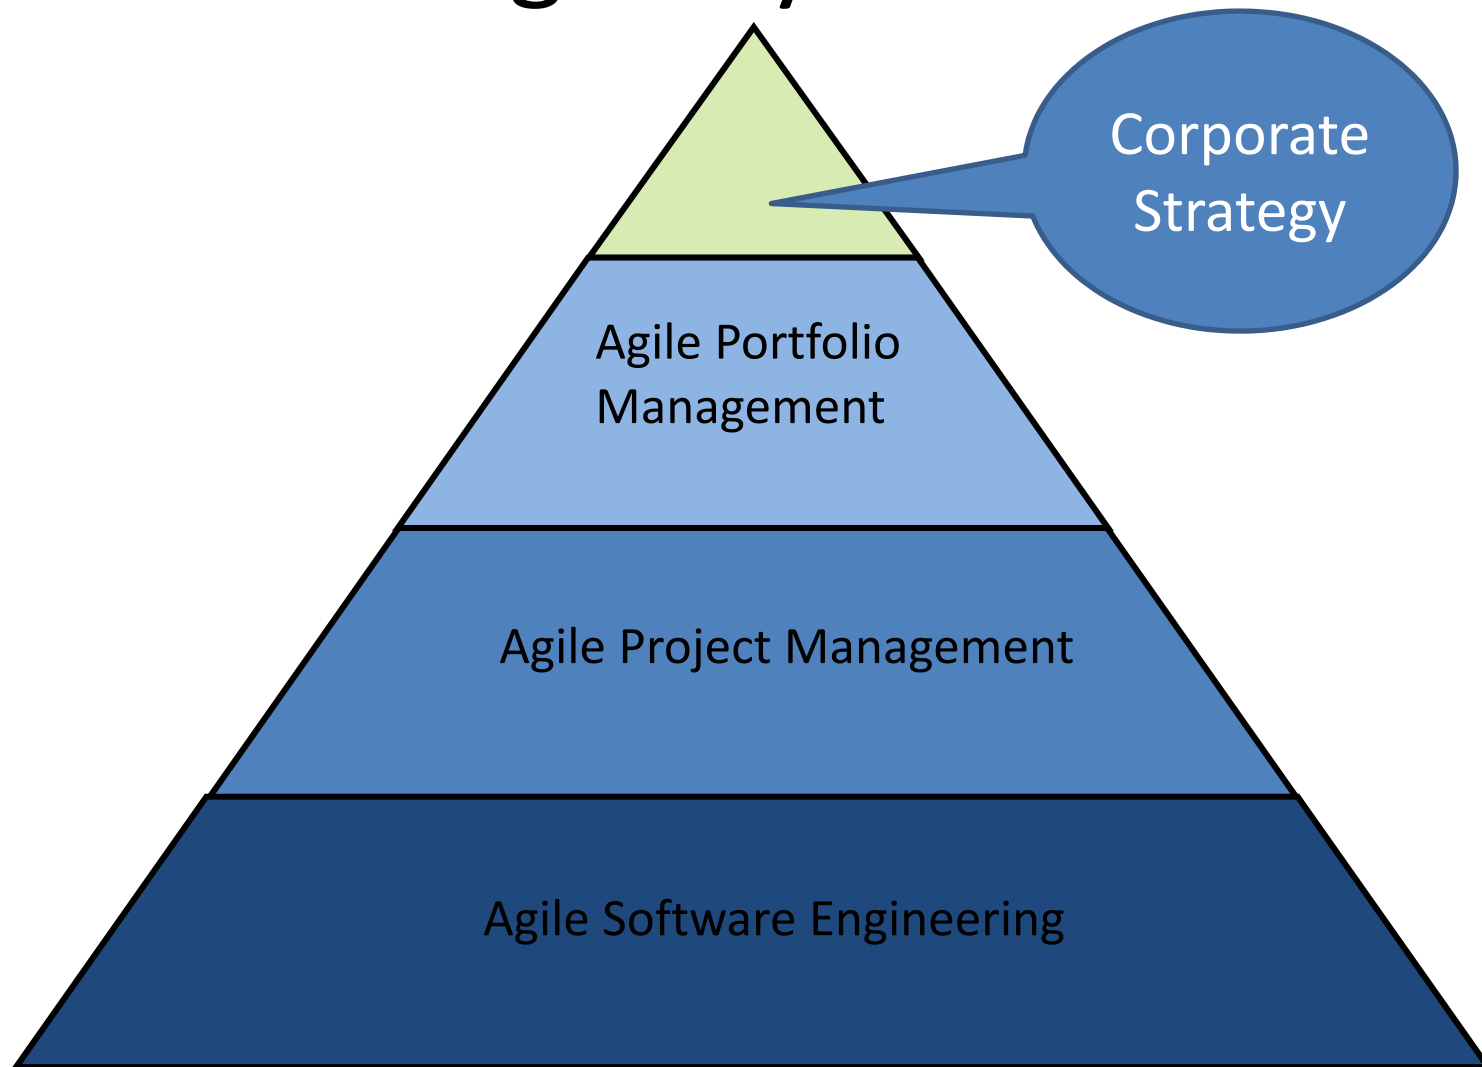 Corporate
Strategy
Agile Portfolio
Management
Agile Project Management
Agile Software Engineering